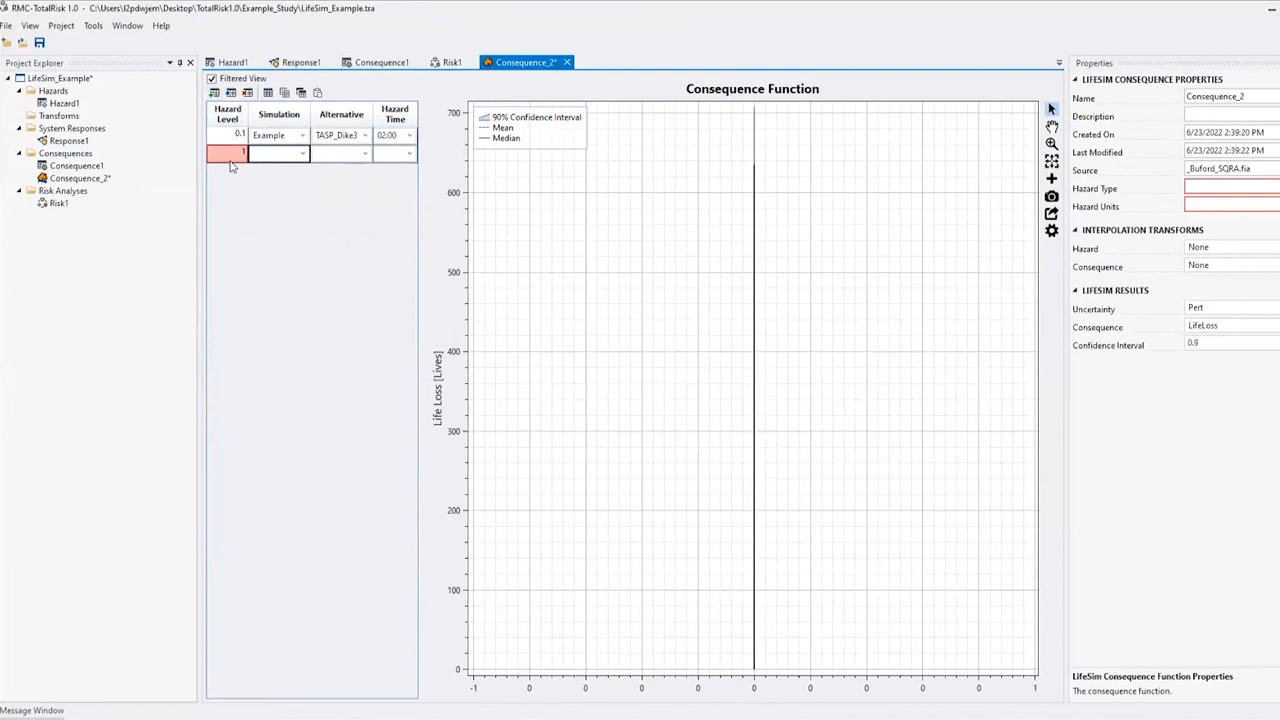 RMC-TotalRisk 1.0 - C:\Users\l2pdwjem\Desktop\TotalRisk1.0\Example_Study\LifeSim_Example.tra
File View Project Tools Window Help
Project Explorer
LifeSim_Example*
Hazards
Hazard1
Transforms
System Responses
Response1
Consequences
Consequence1
Consequence_2*
Risk Analyses
Risk1
Hazard1 Response1 Consequence1 Risk1 Consequence_2*
Filtered View
Hazard Level Simulation Alternative Hazard Time
0.1 Example TASP_Dike3 02:00
1
Consequence Function
90% Confidence Interval
Mean
Median
Life Loss [Lives]
700
600
500
400
300
200
100
0
-1 0 0 0 0 0 0 0 0 0 1
Properties
LIFESIM CONSEQUENCE PROPERTIES
Name Consequence_2
Description
Created On 6/23/2022 2:39:20 PM
Last Modified 6/23/2022 2:39:22 PM
Source _Buford_SQRA.fia
Hazard Type
Hazard Units
INTERPOLATION TRANSFORMS
Hazard None
Consequence None
LIFESIM RESULTS
Uncertainty Pert
Consequence LifeLoss
Confidence Interval 0.9
LifeSim Consequence Function Properties
The consequence function.
Message Window